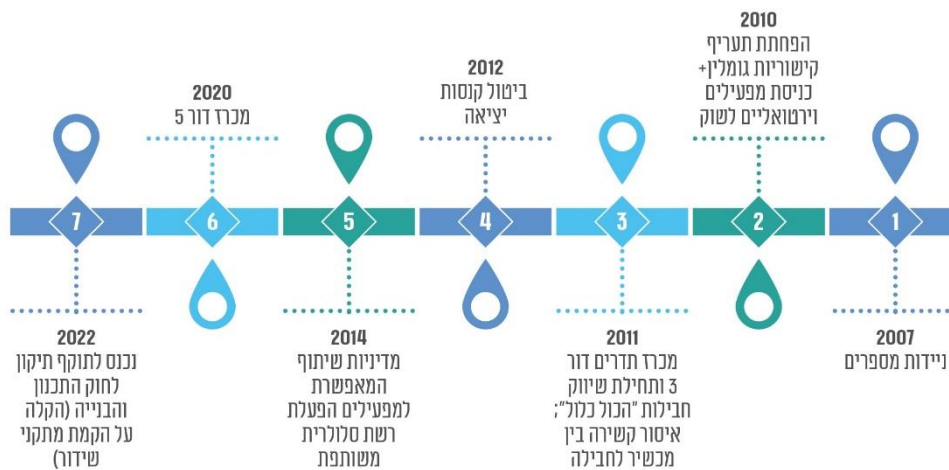 1
2007
ניידות מספרים
2
2010
הפחתת תעריף
קישוריות גומלין+
כניסת מפעילים
וירטואליים לשוק
3
2011
מכרז תדרים דור
3 ותחילת שיווק
חבילות "הכול כלול";
איסור קשירה בין
מכשיר לחבילה
4
2012
ביטול קנסות
יציאה
5
2014
מדיניות שיתוף
המאפשרת
למפעילים הפעלת
רשת סלולרית
משותפת
6
2020
מכרז דור 5
7
2022
נכנס לתוקף תיקון
לחוק התכנון
והבנייה (הקלה
על הקמת מתקני
שידור)